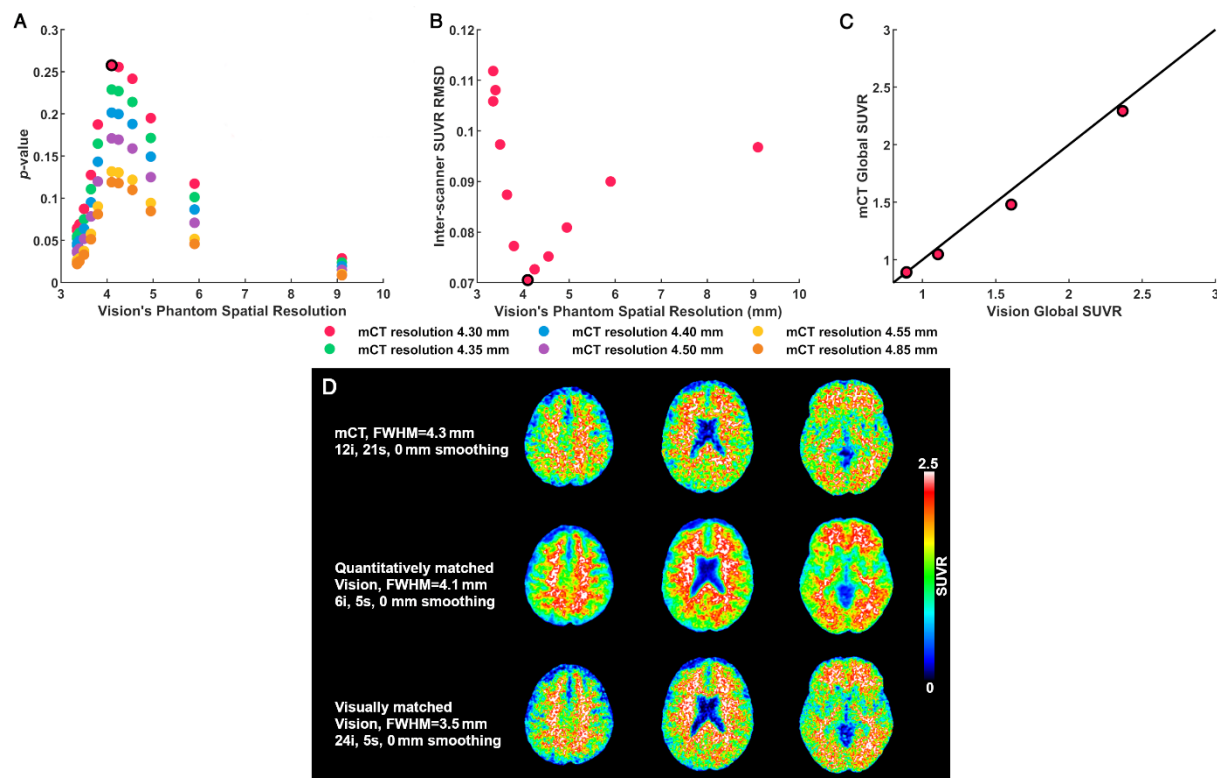 A
0.3
0.25
0.2
0.15
0.1
0.05
0
p-value
3 4 5 6 7 8 9 10
Vision's Phantom Spatial Resolution
B
0.12
0.11
0.1
0.09
0.08
0.07
Inter-scanner SUVR RMSD
3 4 5 6 7 8 9 10
Vision's Phantom Spatial Resolution (mm)
C
3
2.5
2
1.5
1
mCT Global SUVR
1 1.5 2 2.5 3
Vision Global SUVR
mCT resolution 4.30 mm
mCT resolution 4.40 mm
mCT resolution 4.55 mm
mCT resolution 4.35 mm
mCT resolution 4.50 mm
mCT resolution 4.85 mm
D
mCT, FWHM=4.3 mm
12i, 21s, 0 mm smoothing
Quantitatively matched
Vision, FWHM=4.1 mm
6i, 5s, 0 mm smoothing
Visually matched
Vision, FWHM=3.5 mm
24i, 5s, 0 mm smoothing
2.5
SUVR
0